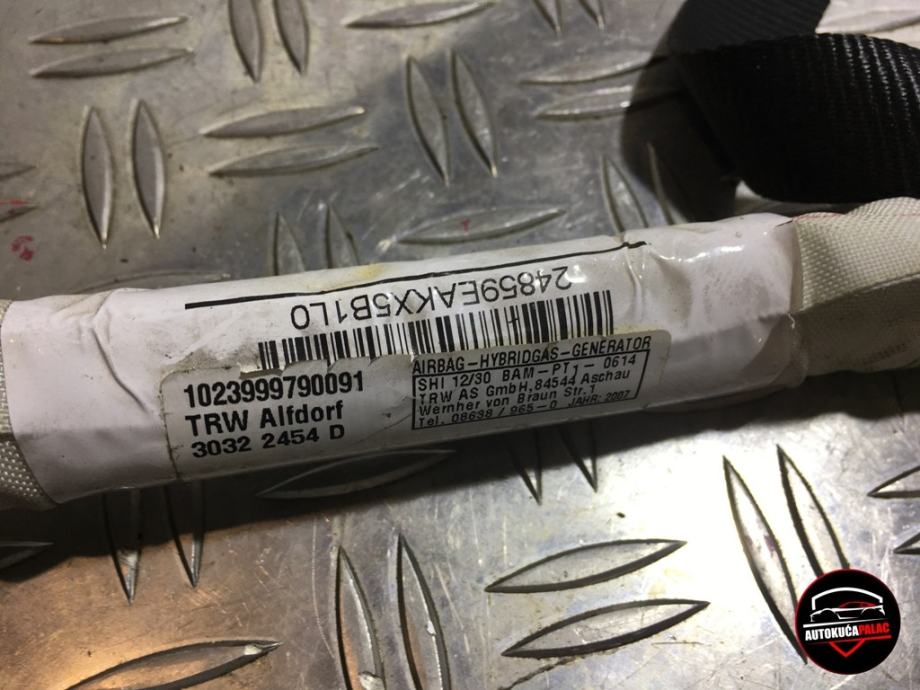 24859EAKX5B1L0
1023999790091
TRW Alfdorf
3032 2454 D
AIRBAG-HYBRIDGAS-GENERATOR
SHI 12/30 BAM-PT1-0614
TRW AS GmbH, 84544 Aschau
Wernher von Braun Str. 1
Tel. 08638 / 965-0 JAHR: 2007
AUTOKUĆA PALAC